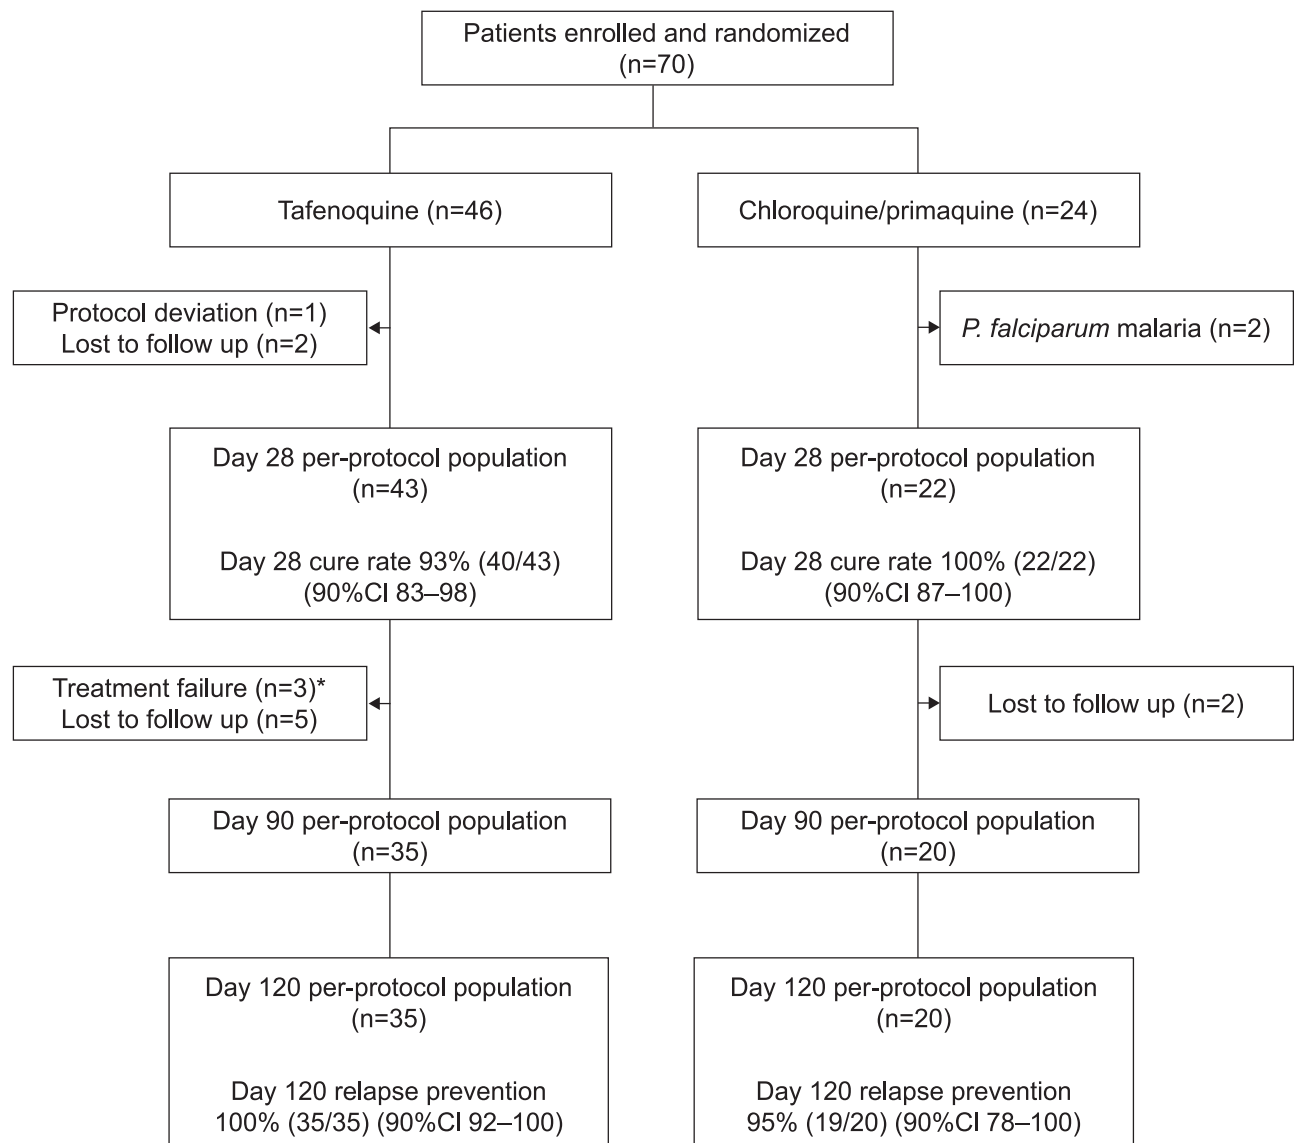 Patients enrolled and randomized
(n=70)
Tafenoquine (n=46)
Chloroquine/primaquine (n=24)
Protocol deviation (n=1)
Lost to follow up (n=2)
P. falciparum malaria (n=2)
Day 28 per-protocol population
(n=43)
Day 28 cure rate 93% (40/43)
(90%CI 83–98)
Day 28 per-protocol population
(n=22)
Day 28 cure rate 100% (22/22)
(90%CI 87–100)
Treatment failure (n=3)*
Lost to follow up (n=5)
Lost to follow up (n=2)
Day 90 per-protocol population
(n=35)
Day 90 per-protocol population
(n=20)
Day 120 per-protocol population
(n=35)
Day 120 relapse prevention
100% (35/35) (90%CI 92–100)
Day 120 per-protocol population
(n=20)
Day 120 relapse prevention
95% (19/20) (90%CI 78–100)